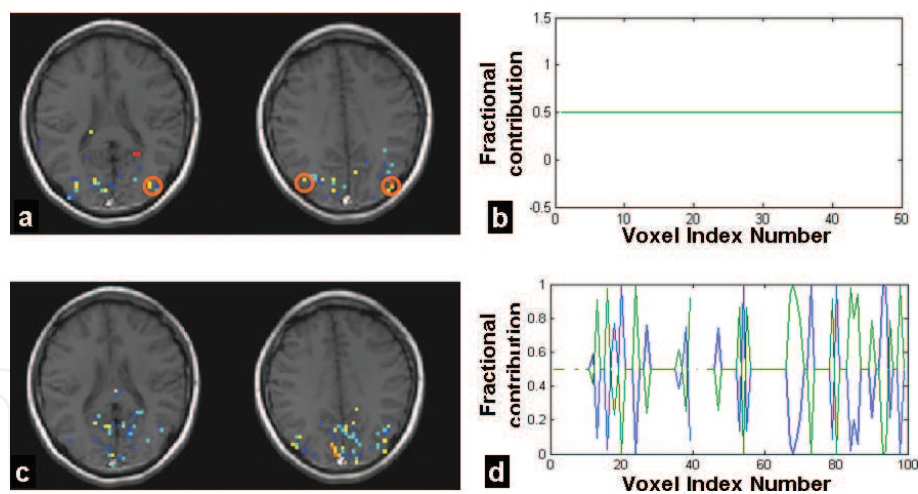 a
b
Fractional
contribution
1.5
1
0.5
0
-0.5
0 10 20 30 40 50
Voxel Index Number
c
d
Fractional
contribution
1
0.8
0.6
0.4
0.2
0
20 40 60 80 100
Voxel Index Number